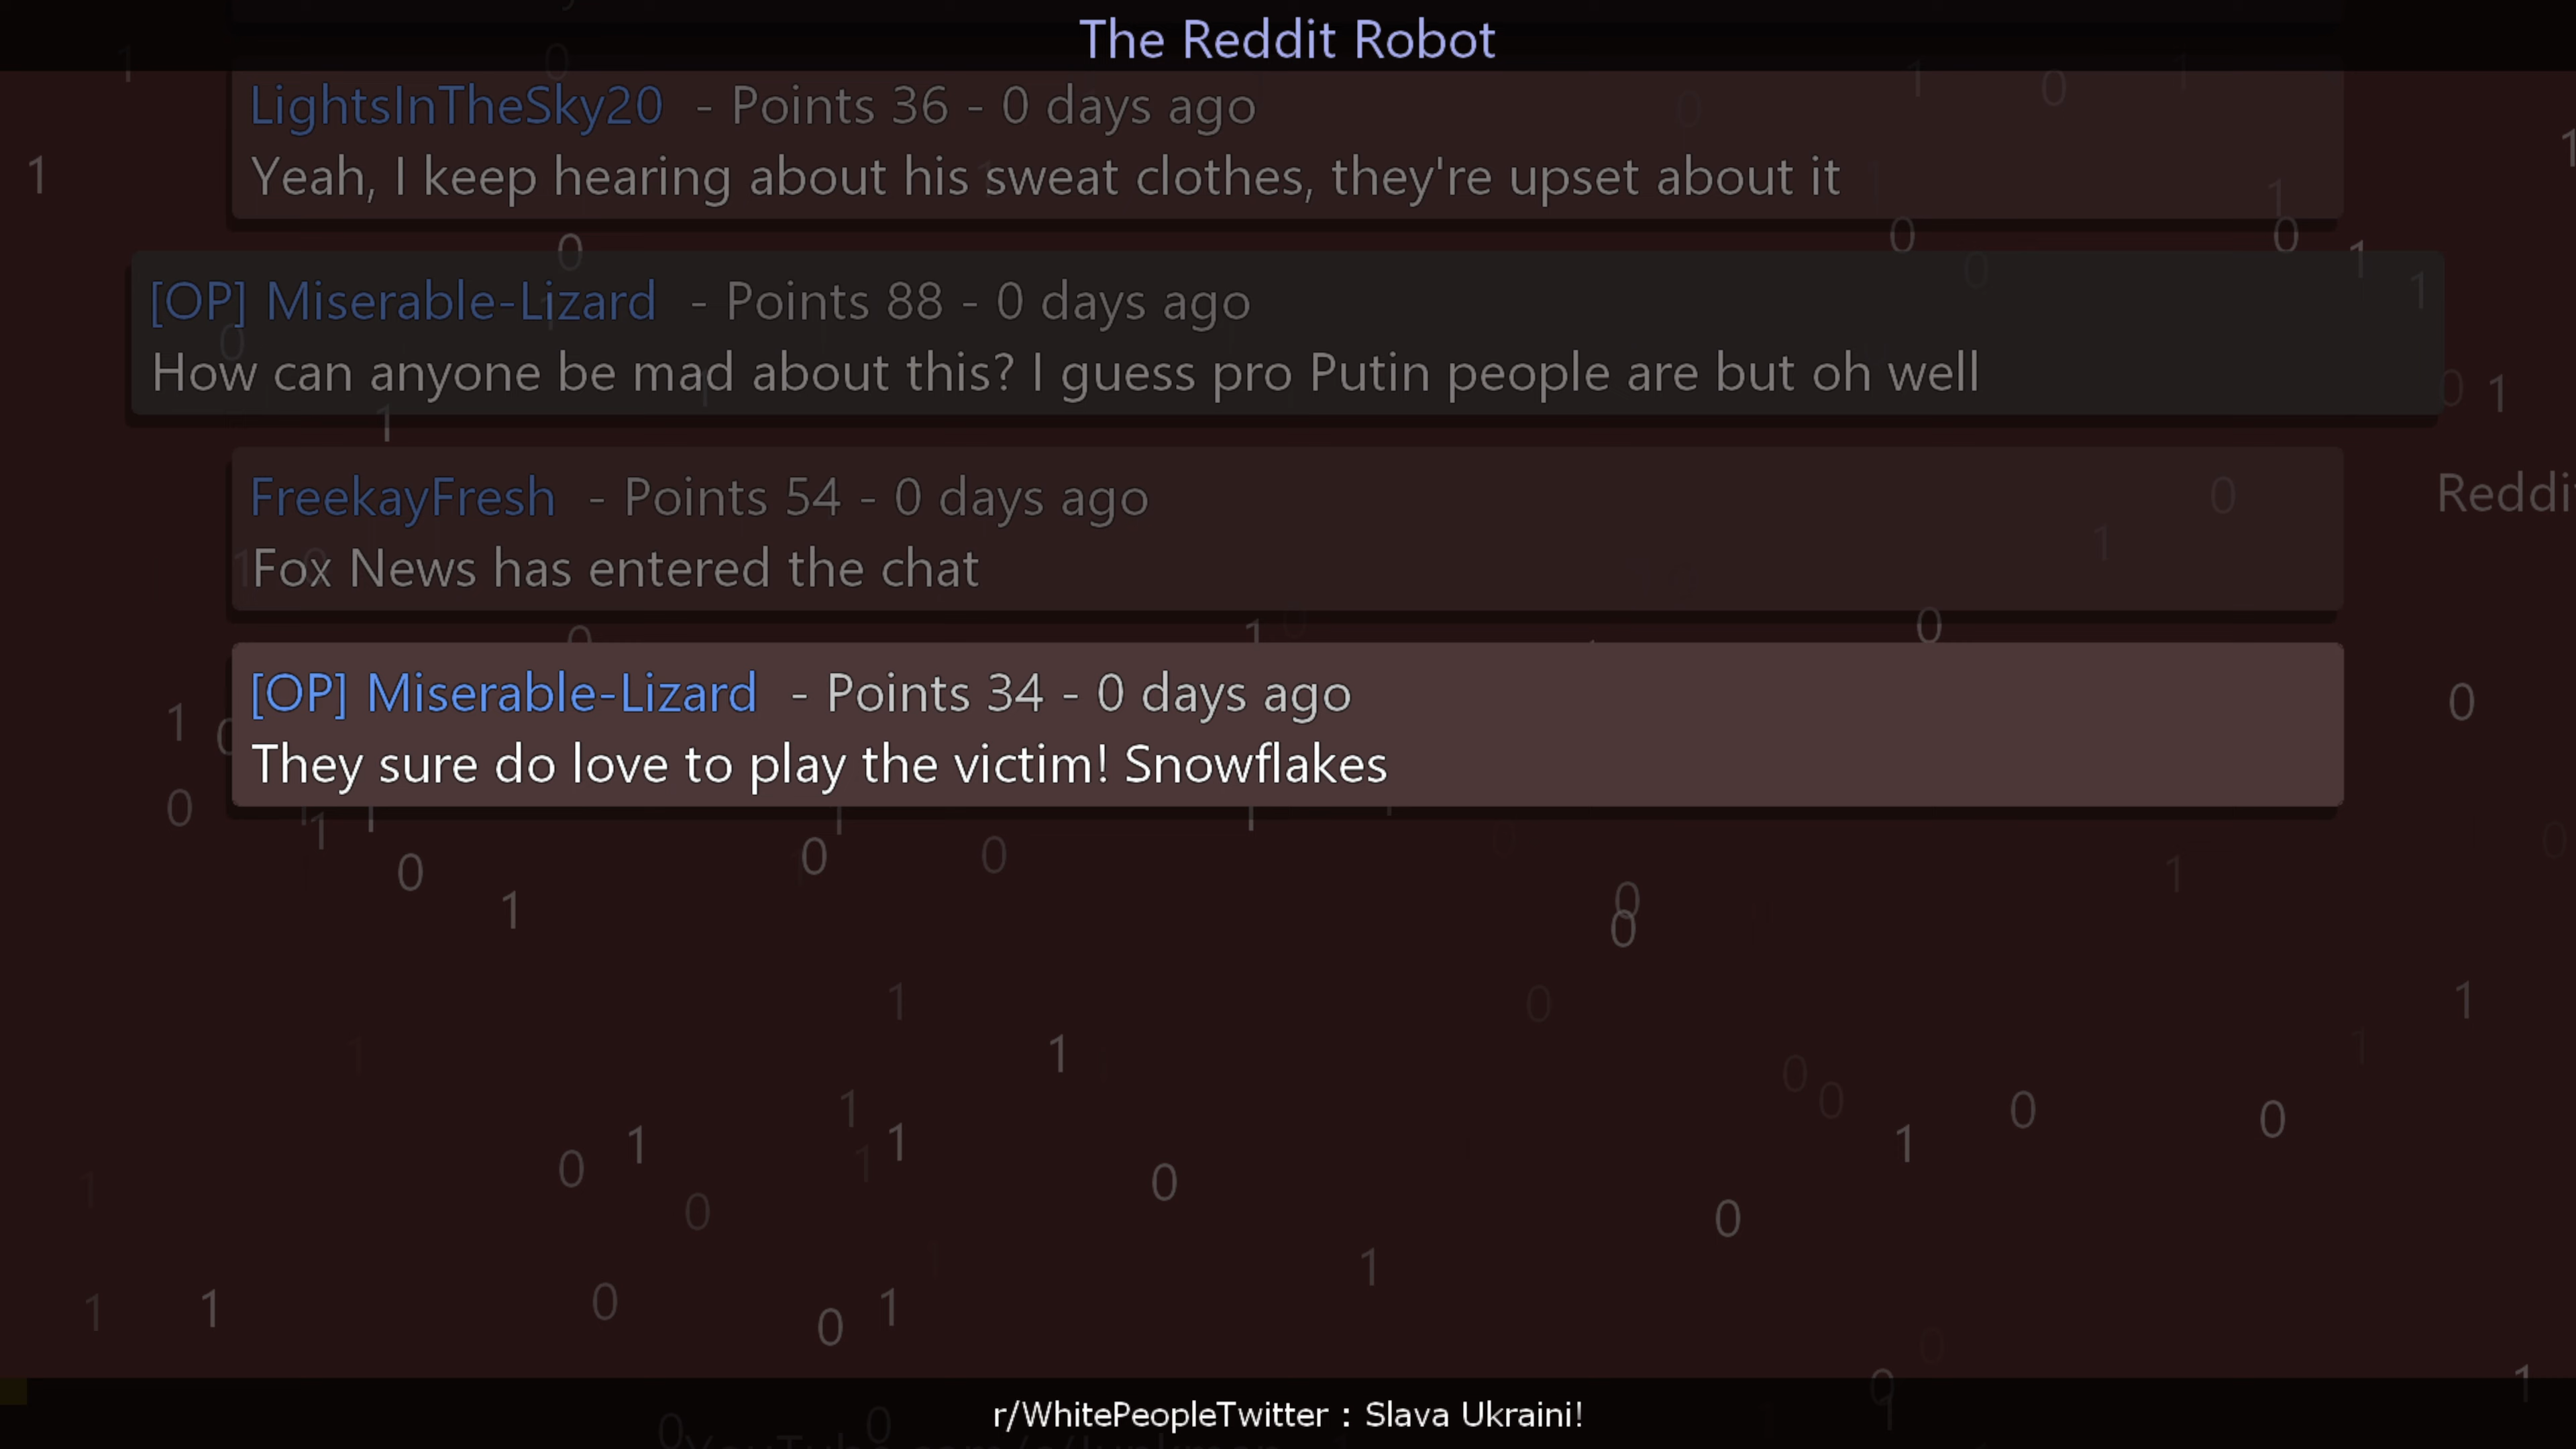 The Reddit Robot
LightsInTheSky20 - Points 36 - 0 days ago
Yeah, I keep hearing about his sweat clothes, they're upset about it
[OP] Miserable-Lizard - Points 88 - 0 days ago
How can anyone be mad about this? I guess pro Putin people are but oh well
FreekayFresh - Points 54 - 0 days ago
Reddi
Fox News has entered the chat
[OP] Miserable-Lizard - Points 34 - 0 days ago
They sure do love to play the victim! Snowflakes
r/WhitePeopleTwitter : Slava Ukraini!